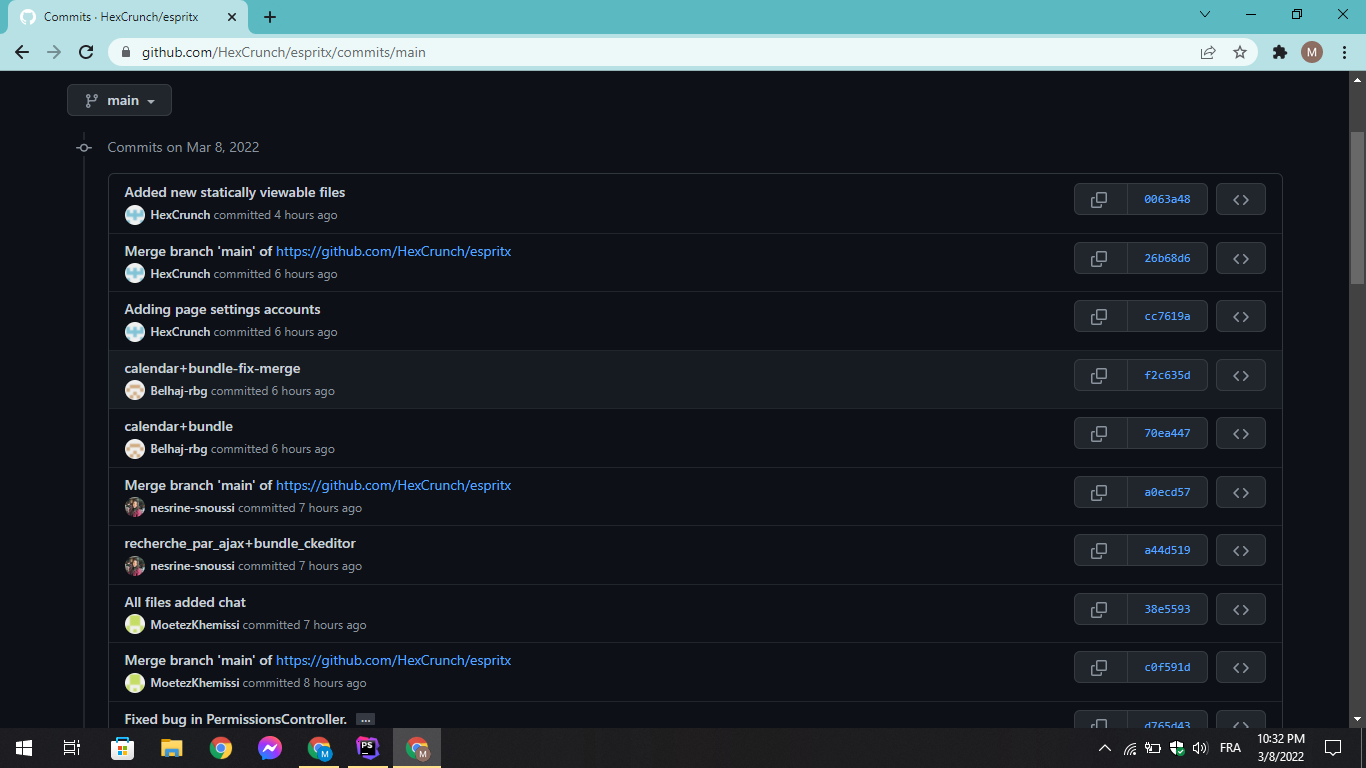 Commits · HexCrunch/espritx
github.com/HexCrunch/espritx/commits/main
M
main
Commits on Mar 8, 2022
Added new statically viewable files
HexCrunch committed 4 hours ago
0063a48
Merge branch 'main' of https://github.com/HexCrunch/espritx
HexCrunch committed 6 hours ago
26b68d6
Adding page settings accounts
HexCrunch committed 6 hours ago
cc7619a
calendar+bundle-fix-merge
Belhaj-rbg committed 6 hours ago
f2c635d
calendar+bundle
Belhaj-rbg committed 6 hours ago
70ea447
Merge branch 'main' of https://github.com/HexCrunch/espritx
nesrine-snoussi committed 7 hours ago
a0ecd57
recherche_par_ajax+bundle_ckeditor
nesrine-snoussi committed 7 hours ago
a44d519
All files added chat
MoetezKhemissi committed 7 hours ago
38e5593
Merge branch 'main' of https://github.com/HexCrunch/espritx
MoetezKhemissi committed 8 hours ago
c0f591d
Fixed bug in PermissionsController. ...
d765d43
M
PS
M
FRA
10:32 PM
3/8/2022